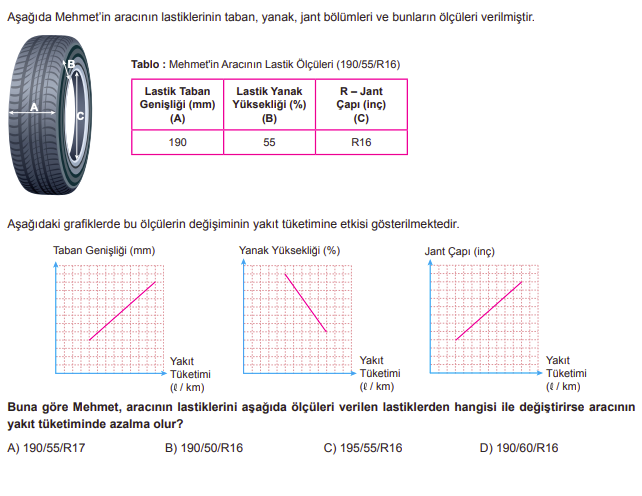 Aşağıda Mehmet'in aracının lastiklerinin taban, yanak, jant bölümleri ve bunların ölçüleri verilmiştir.
B
A
C
Tablo : Mehmet'in Aracının Lastik Ölçüleri (190/55/R16)
Lastik Taban Genişliği (mm) (A)
Lastik Yanak Yüksekliği (%) (B)
R – Jant Çapı (inç) (C)
190
55
R16
Aşağıdaki grafiklerde bu ölçülerin değişiminin yakıt tüketimine etkisi gösterilmektedir.
Taban Genişliği (mm)
Yakıt
Tüketimi
(ℓ / km)
Yanak Yüksekliği (%)
Yakıt
Tüketimi
(ℓ / km)
Jant Çapı (inç)
Yakıt
Tüketimi
(ℓ / km)
Buna göre Mehmet, aracının lastiklerini aşağıda ölçüleri verilen lastiklerden hangisi ile değiştirirse aracının
yakıt tüketiminde azalma olur?
A) 190/55/R17
B) 190/50/R16
C) 195/55/R16
D) 190/60/R16